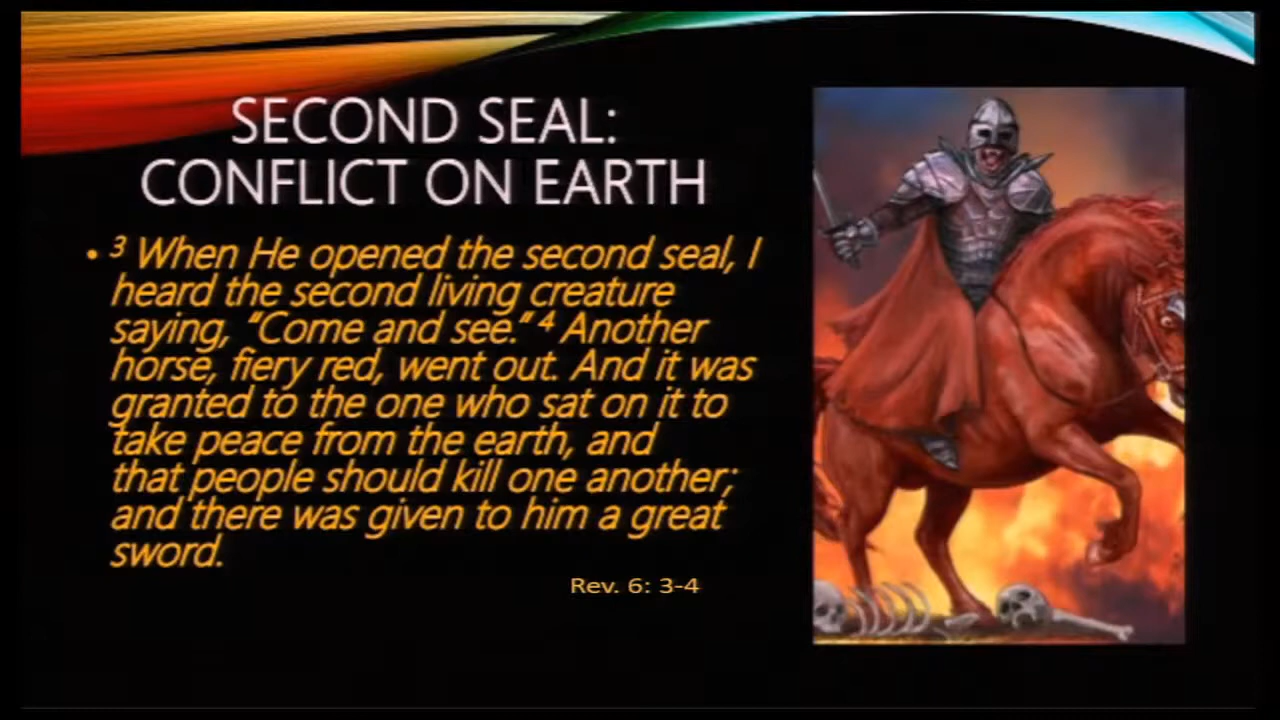 SECOND SEAL:
CONFLICT ON EARTH
• ³ When He opened the second seal, I
heard the second living creature
saying, “Come and see.” ⁴ Another
horse, fiery red, went out. And it was
granted to the one who sat on it to
take peace from the earth, and
that people should kill one another;
and there was given to him a great
sword.
Rev. 6: 3-4